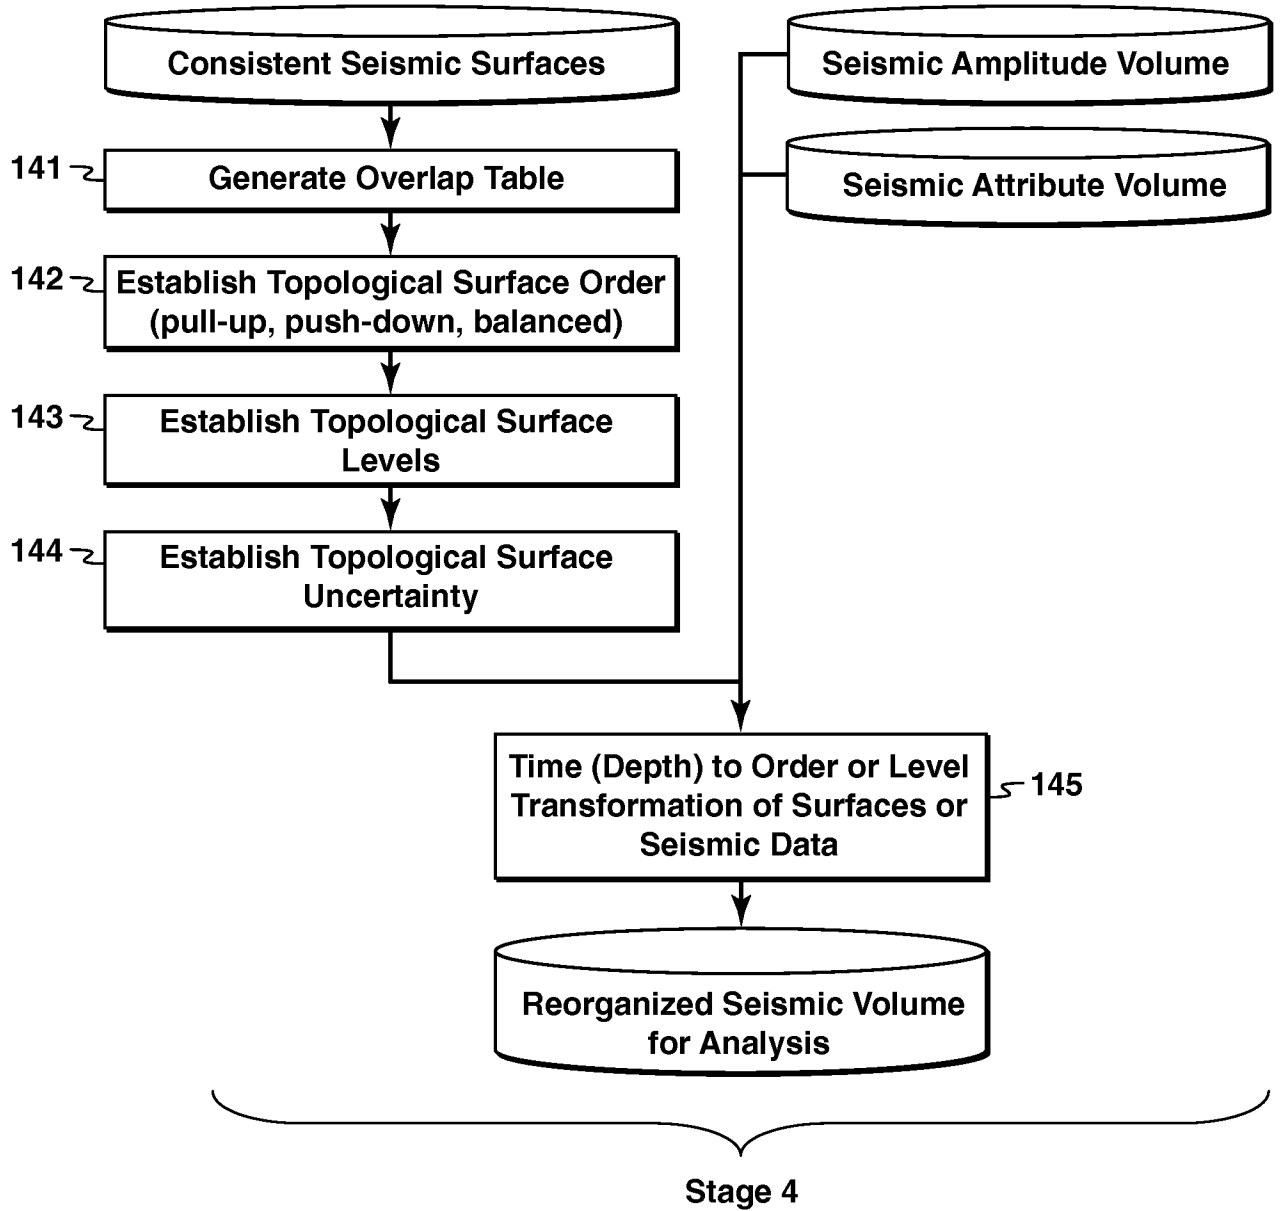 Consistent Seismic Surfaces
Seismic Amplitude Volume
Seismic Attribute Volume
141
Generate Overlap Table
142
Establish Topological Surface Order
(pull-up, push-down, balanced)
143
Establish Topological Surface
Levels
144
Establish Topological Surface
Uncertainty
Time (Depth) to Order or Level
Transformation of Surfaces or
Seismic Data
145
Reorganized Seismic Volume
for Analysis
Stage 4